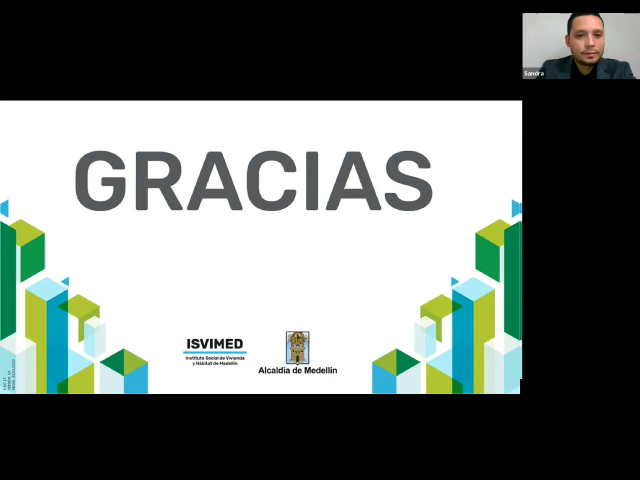 Sandra
GRACIAS
ISVIMED
Instituto Social de Vivienda
y Hábitat de Medellín
Alcaldía de Medellín